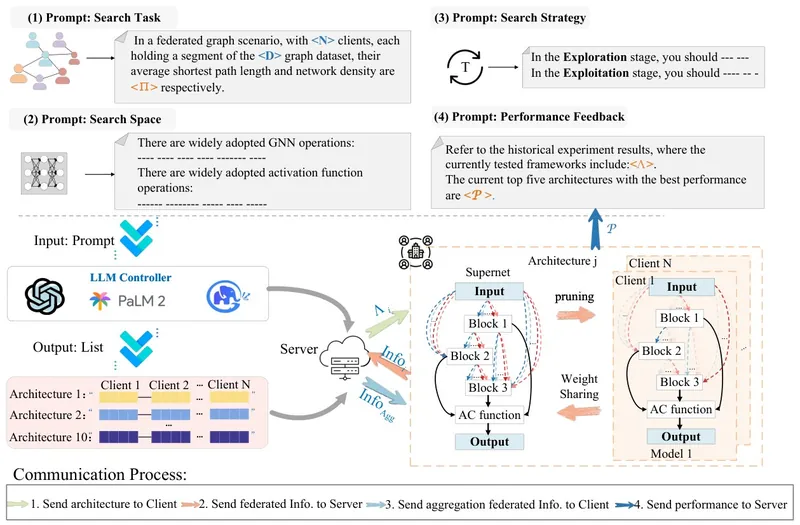 (1) Prompt: Search Task
In a federated graph scenario, with <N> clients, each
holding a segment of the <D> graph dataset, their
average shortest path length and network density are
<Π> respectively.
(2) Prompt: Search Space
There are widely adopted GNN operations:
---- ---- ---- ---- ------- ----
There are widely adopted activation function
operations:
------ -------- ----- ---- -----
(3) Prompt: Search Strategy
T
In the Exploration stage, you should --- ---
In the Exploitation stage, you should ---- -- -
(4) Prompt: Performance Feedback
Refer to the historical experiment results, where the
currently tested frameworks include:<Λ>.
The current top five architectures with the best performance
are <𝒫>.
Input: Prompt
LLM Controller
PaLM 2
Output: List
Client 1 Client 2 ... Client N
Architecture 1:“ ... ”
Architecture 2:“ ... ”
...
Architecture 10:“ ... ”
Server
Λ
Info
Info Agg
𝒫
Supernet
Input
Block 1
Block 2
Block 3
AC function
Output
Architecture j
pruning
Weight
Sharing
Client N
Client 1
Input
Block 1
Block 2
Block 3
AC function
Output
Model 1
Communication Process:
1. Send architecture to Client
2. Send federated Info. to Server
3. Send aggregation federated Info. to Client
4. Send performance to Server